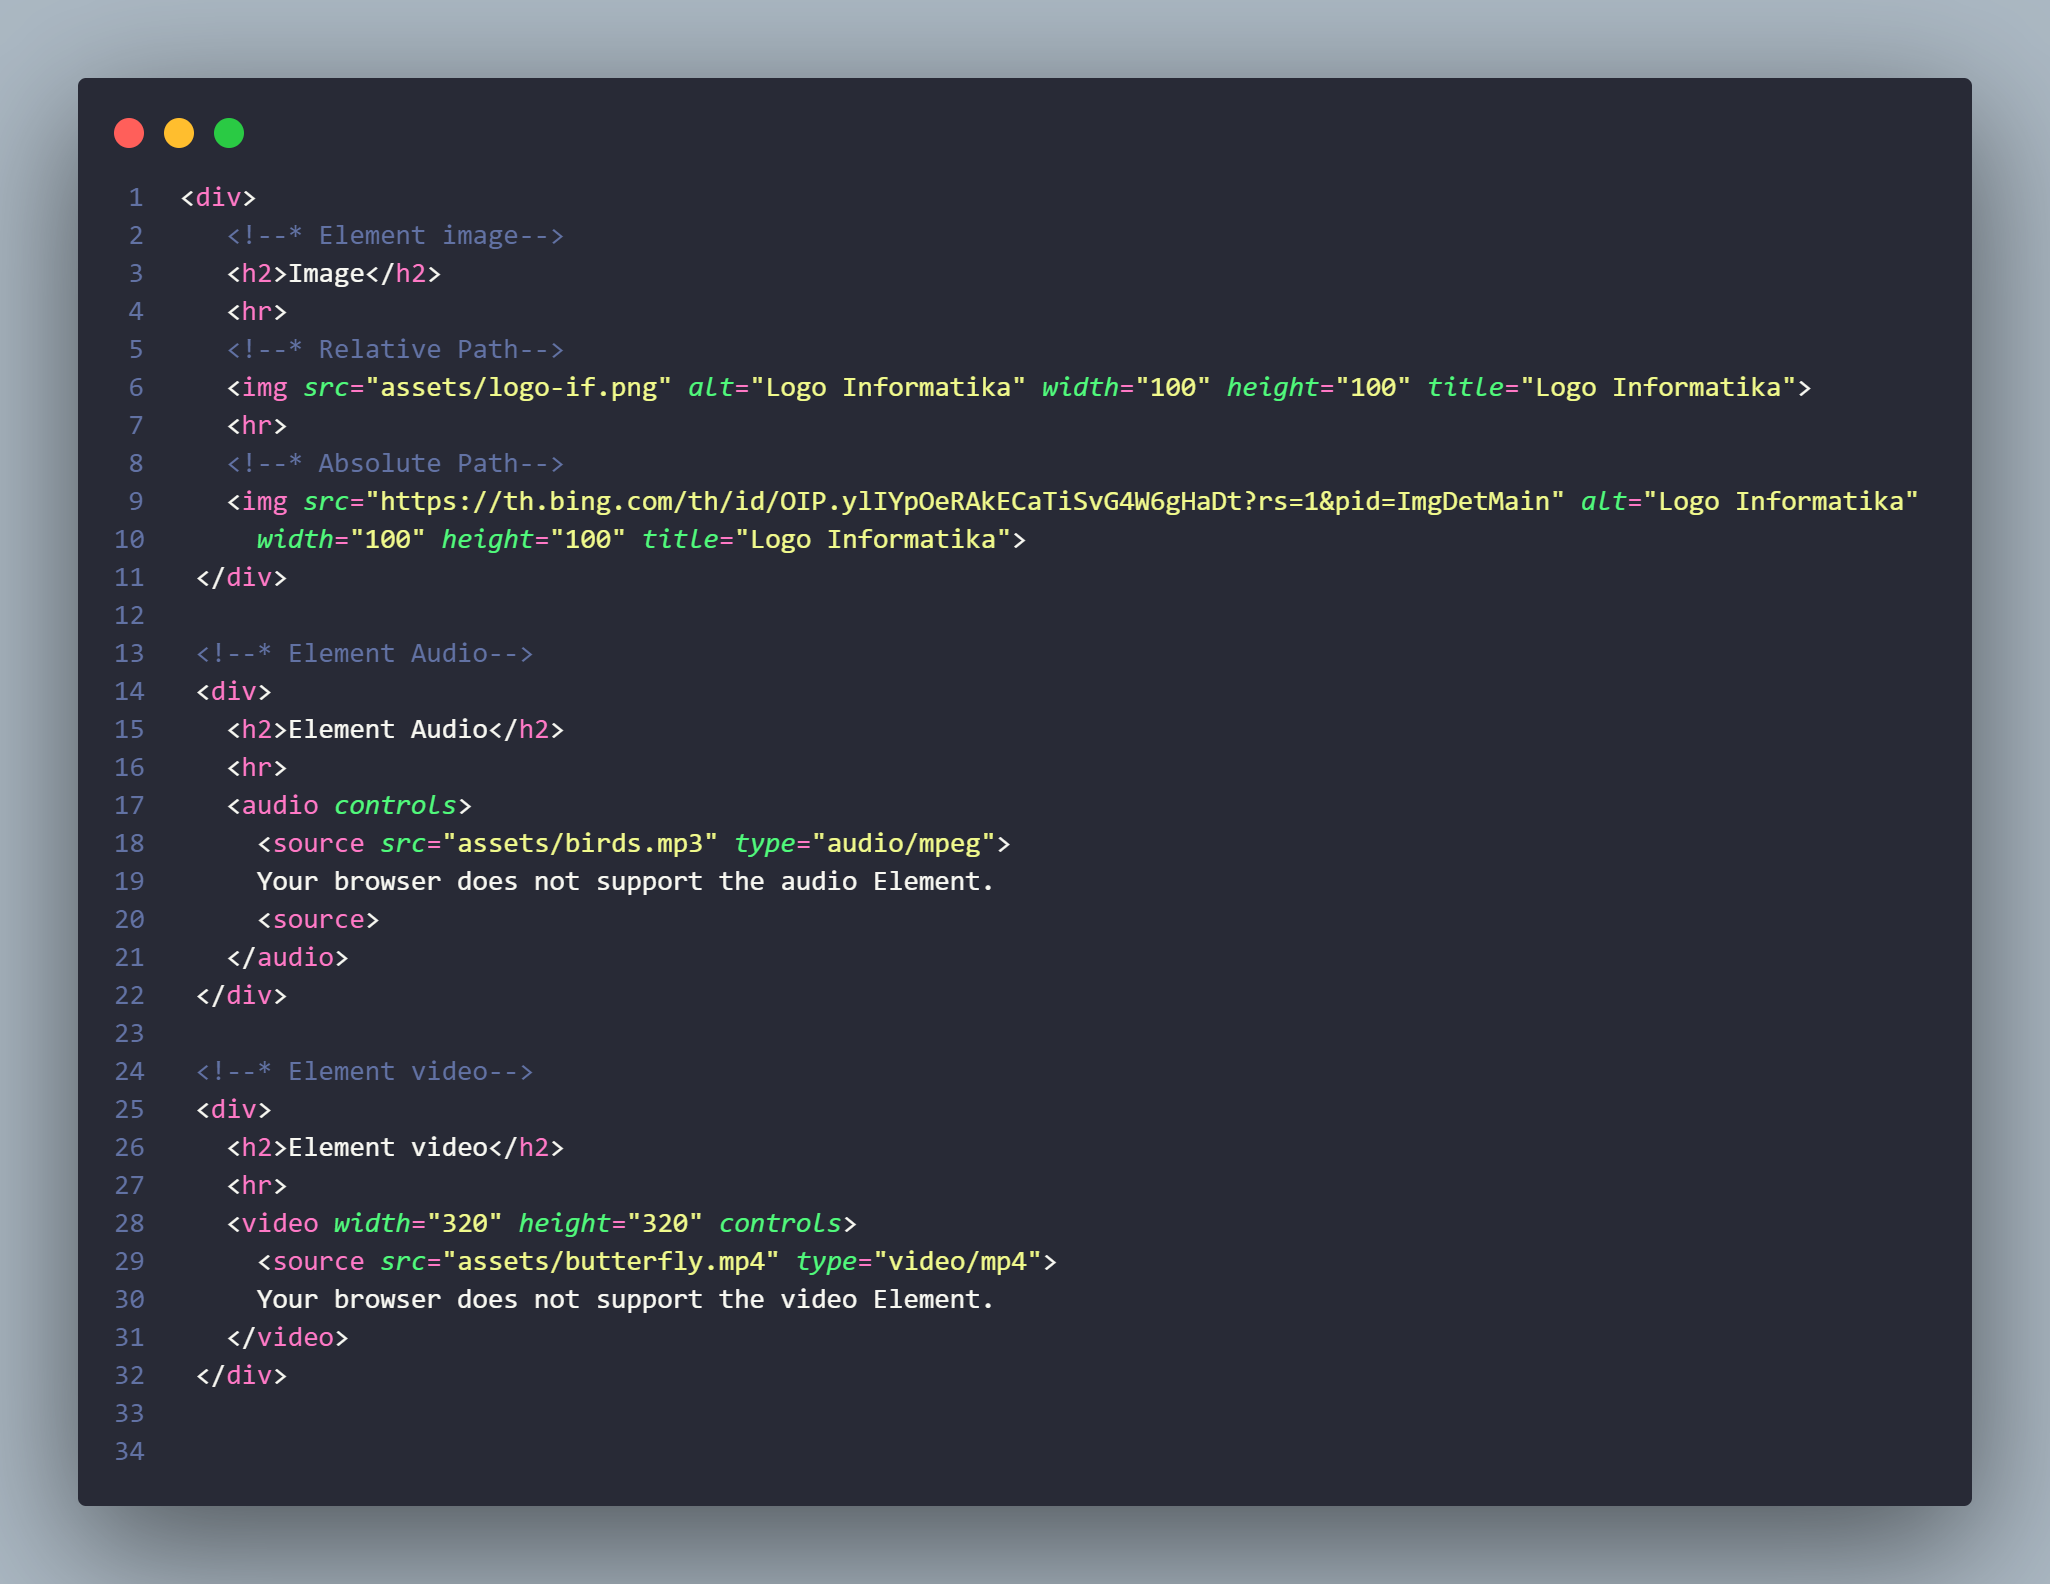 1 <div>
2 <!--* Element image-->
3 <h2>Image</h2>
4 <hr>
5 <!--* Relative Path-->
6 <img src="assets/logo-if.png" alt="Logo Informatika" width="100" height="100" title="Logo Informatika">
7 <hr>
8 <!--* Absolute Path-->
9 <img src="https://th.bing.com/th/id/OIP.ylIYpOeRAkECaTiSvG4W6gHaDt?rs=1&pid=ImgDetMain" alt="Logo Informatika"
10 width="100" height="100" title="Logo Informatika">
11 </div>
12
13 <!--* Element Audio-->
14 <div>
15 <h2>Element Audio</h2>
16 <hr>
17 <audio controls>
18 <source src="assets/birds.mp3" type="audio/mpeg">
19 Your browser does not support the audio Element.
20 <source>
21 </audio>
22 </div>
23
24 <!--* Element video-->
25 <div>
26 <h2>Element video</h2>
27 <hr>
28 <video width="320" height="320" controls>
29 <source src="assets/butterfly.mp4" type="video/mp4">
30 Your browser does not support the video Element.
31 </video>
32 </div>
33
34